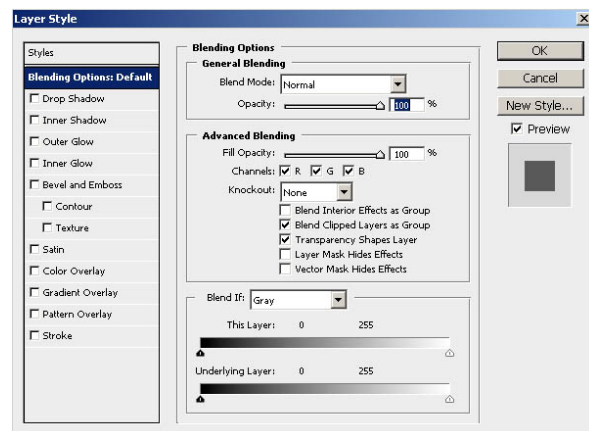 Layer Style
Styles
Blending Options: Default
Drop Shadow
Inner Shadow
Outer Glow
Inner Glow
Bevel and Emboss
Contour
Texture
Satin
Color Overlay
Gradient Overlay
Pattern Overlay
Stroke
Blending Options
General Blending
Blend Mode: Normal
Opacity: 100 %
Advanced Blending
Fill Opacity: 100 %
Channels: R G B
Knockout: None
Blend Interior Effects as Group
Blend Clipped Layers as Group
Transparency Shapes Layer
Layer Mask Hides Effects
Vector Mask Hides Effects
Blend If: Gray
This Layer: 0 255
Underlying Layer: 0 255
OK
Cancel
New Style...
Preview